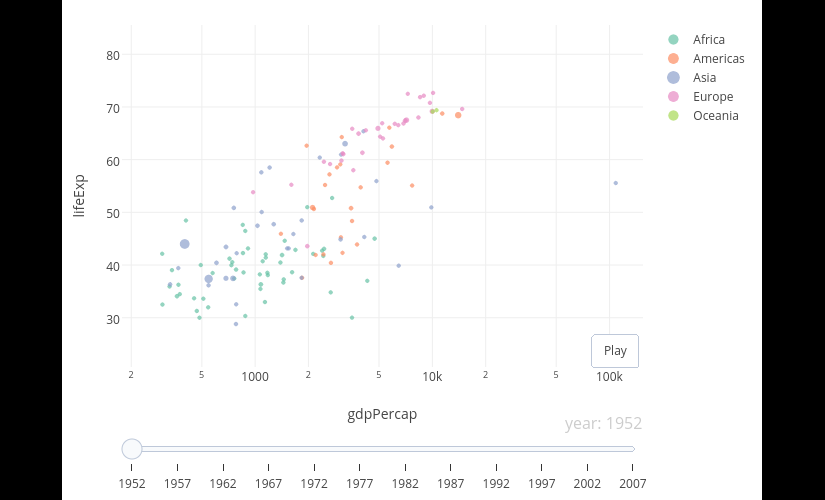 Africa
Americas
Asia
Europe
Oceania
80
70
60
50
40
30
lifeExp
Play
2 5 1000 2 5 10k 2 5 100k
gdpPercap
year: 1952
1952 1957 1962 1967 1972 1977 1982 1987 1992 1997 2002 2007